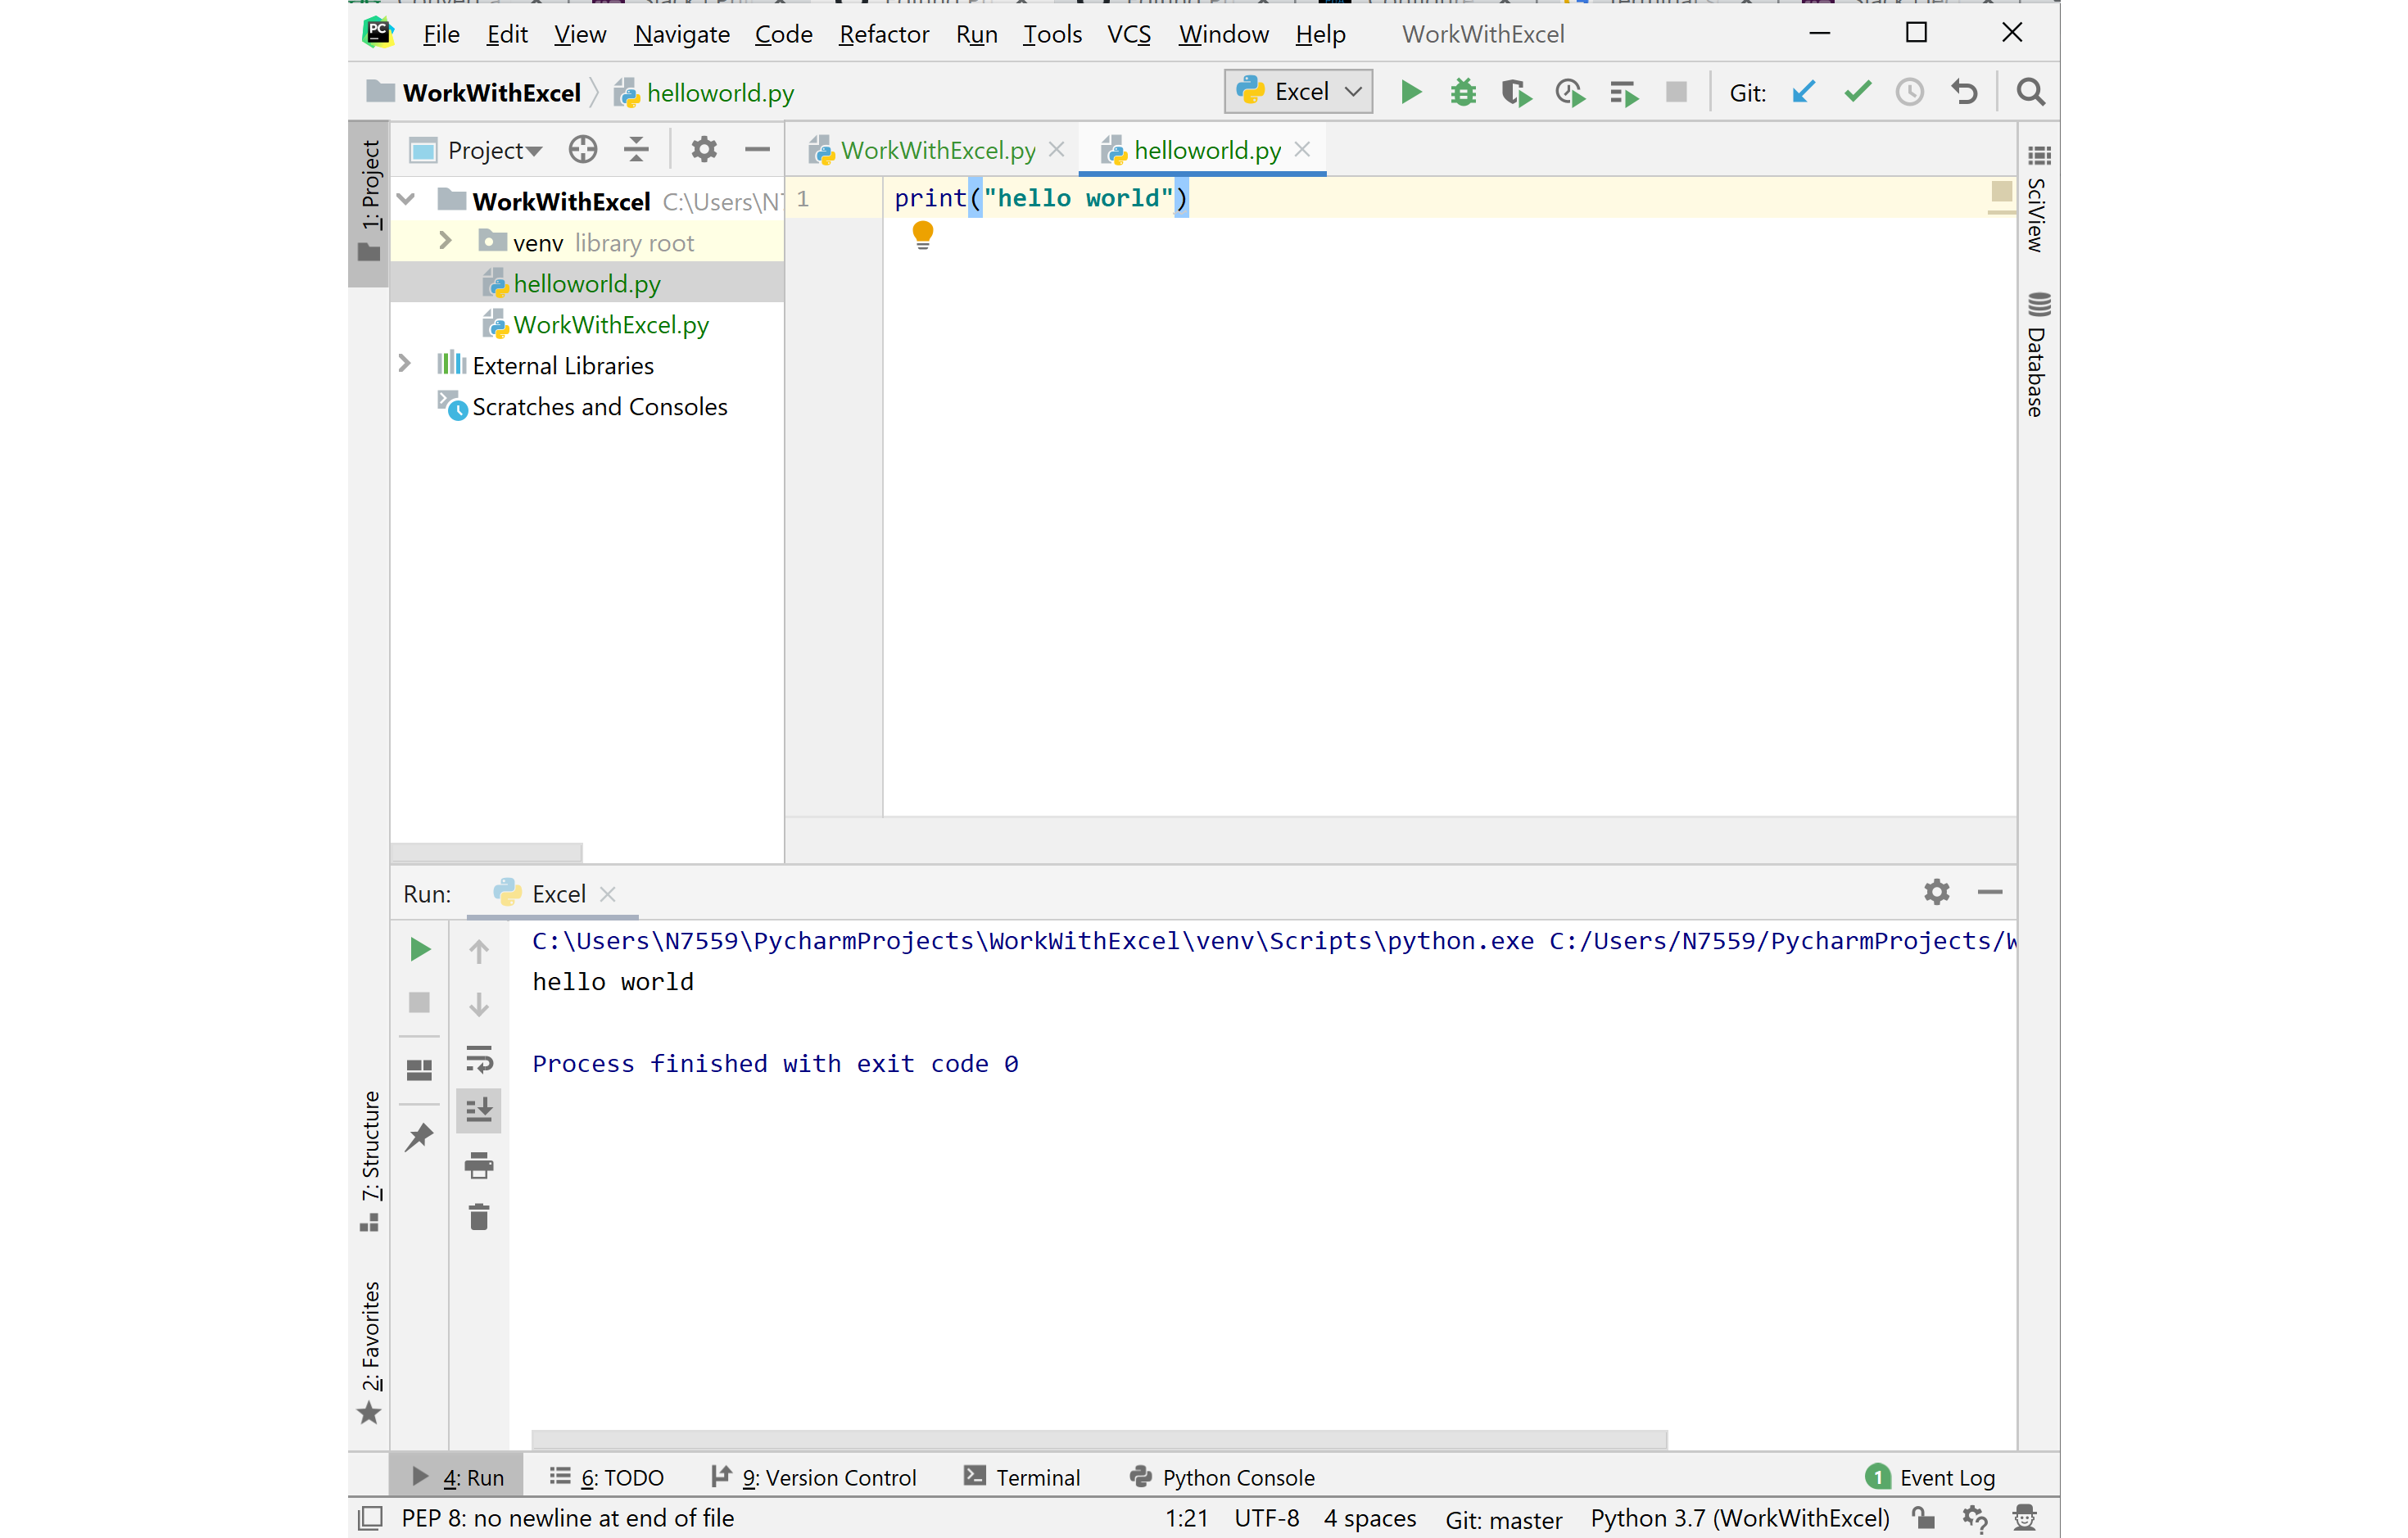 File Edit View Navigate Code Refactor Run Tools VCS Window Help WorkWithExcel
WorkWithExcel helloworld.py Excel Git:
1: Project
Project
WorkWithExcel.py helloworld.py
WorkWithExcel C:\Users\N
venv library root
helloworld.py
WorkWithExcel.py
External Libraries
Scratches and Consoles
1 print("hello world")
SciView
Database
Run: Excel
C:\Users\N7559\PycharmProjects\WorkWithExcel\venv\Scripts\python.exe C:/Users/N7559/PycharmProjects/W
hello world
Process finished with exit code 0
7: Structure
2: Favorites
4: Run 6: TODO 9: Version Control Terminal Python Console 1 Event Log
PEP 8: no newline at end of file 1:21 UTF-8 4 spaces Git: master Python 3.7 (WorkWithExcel)